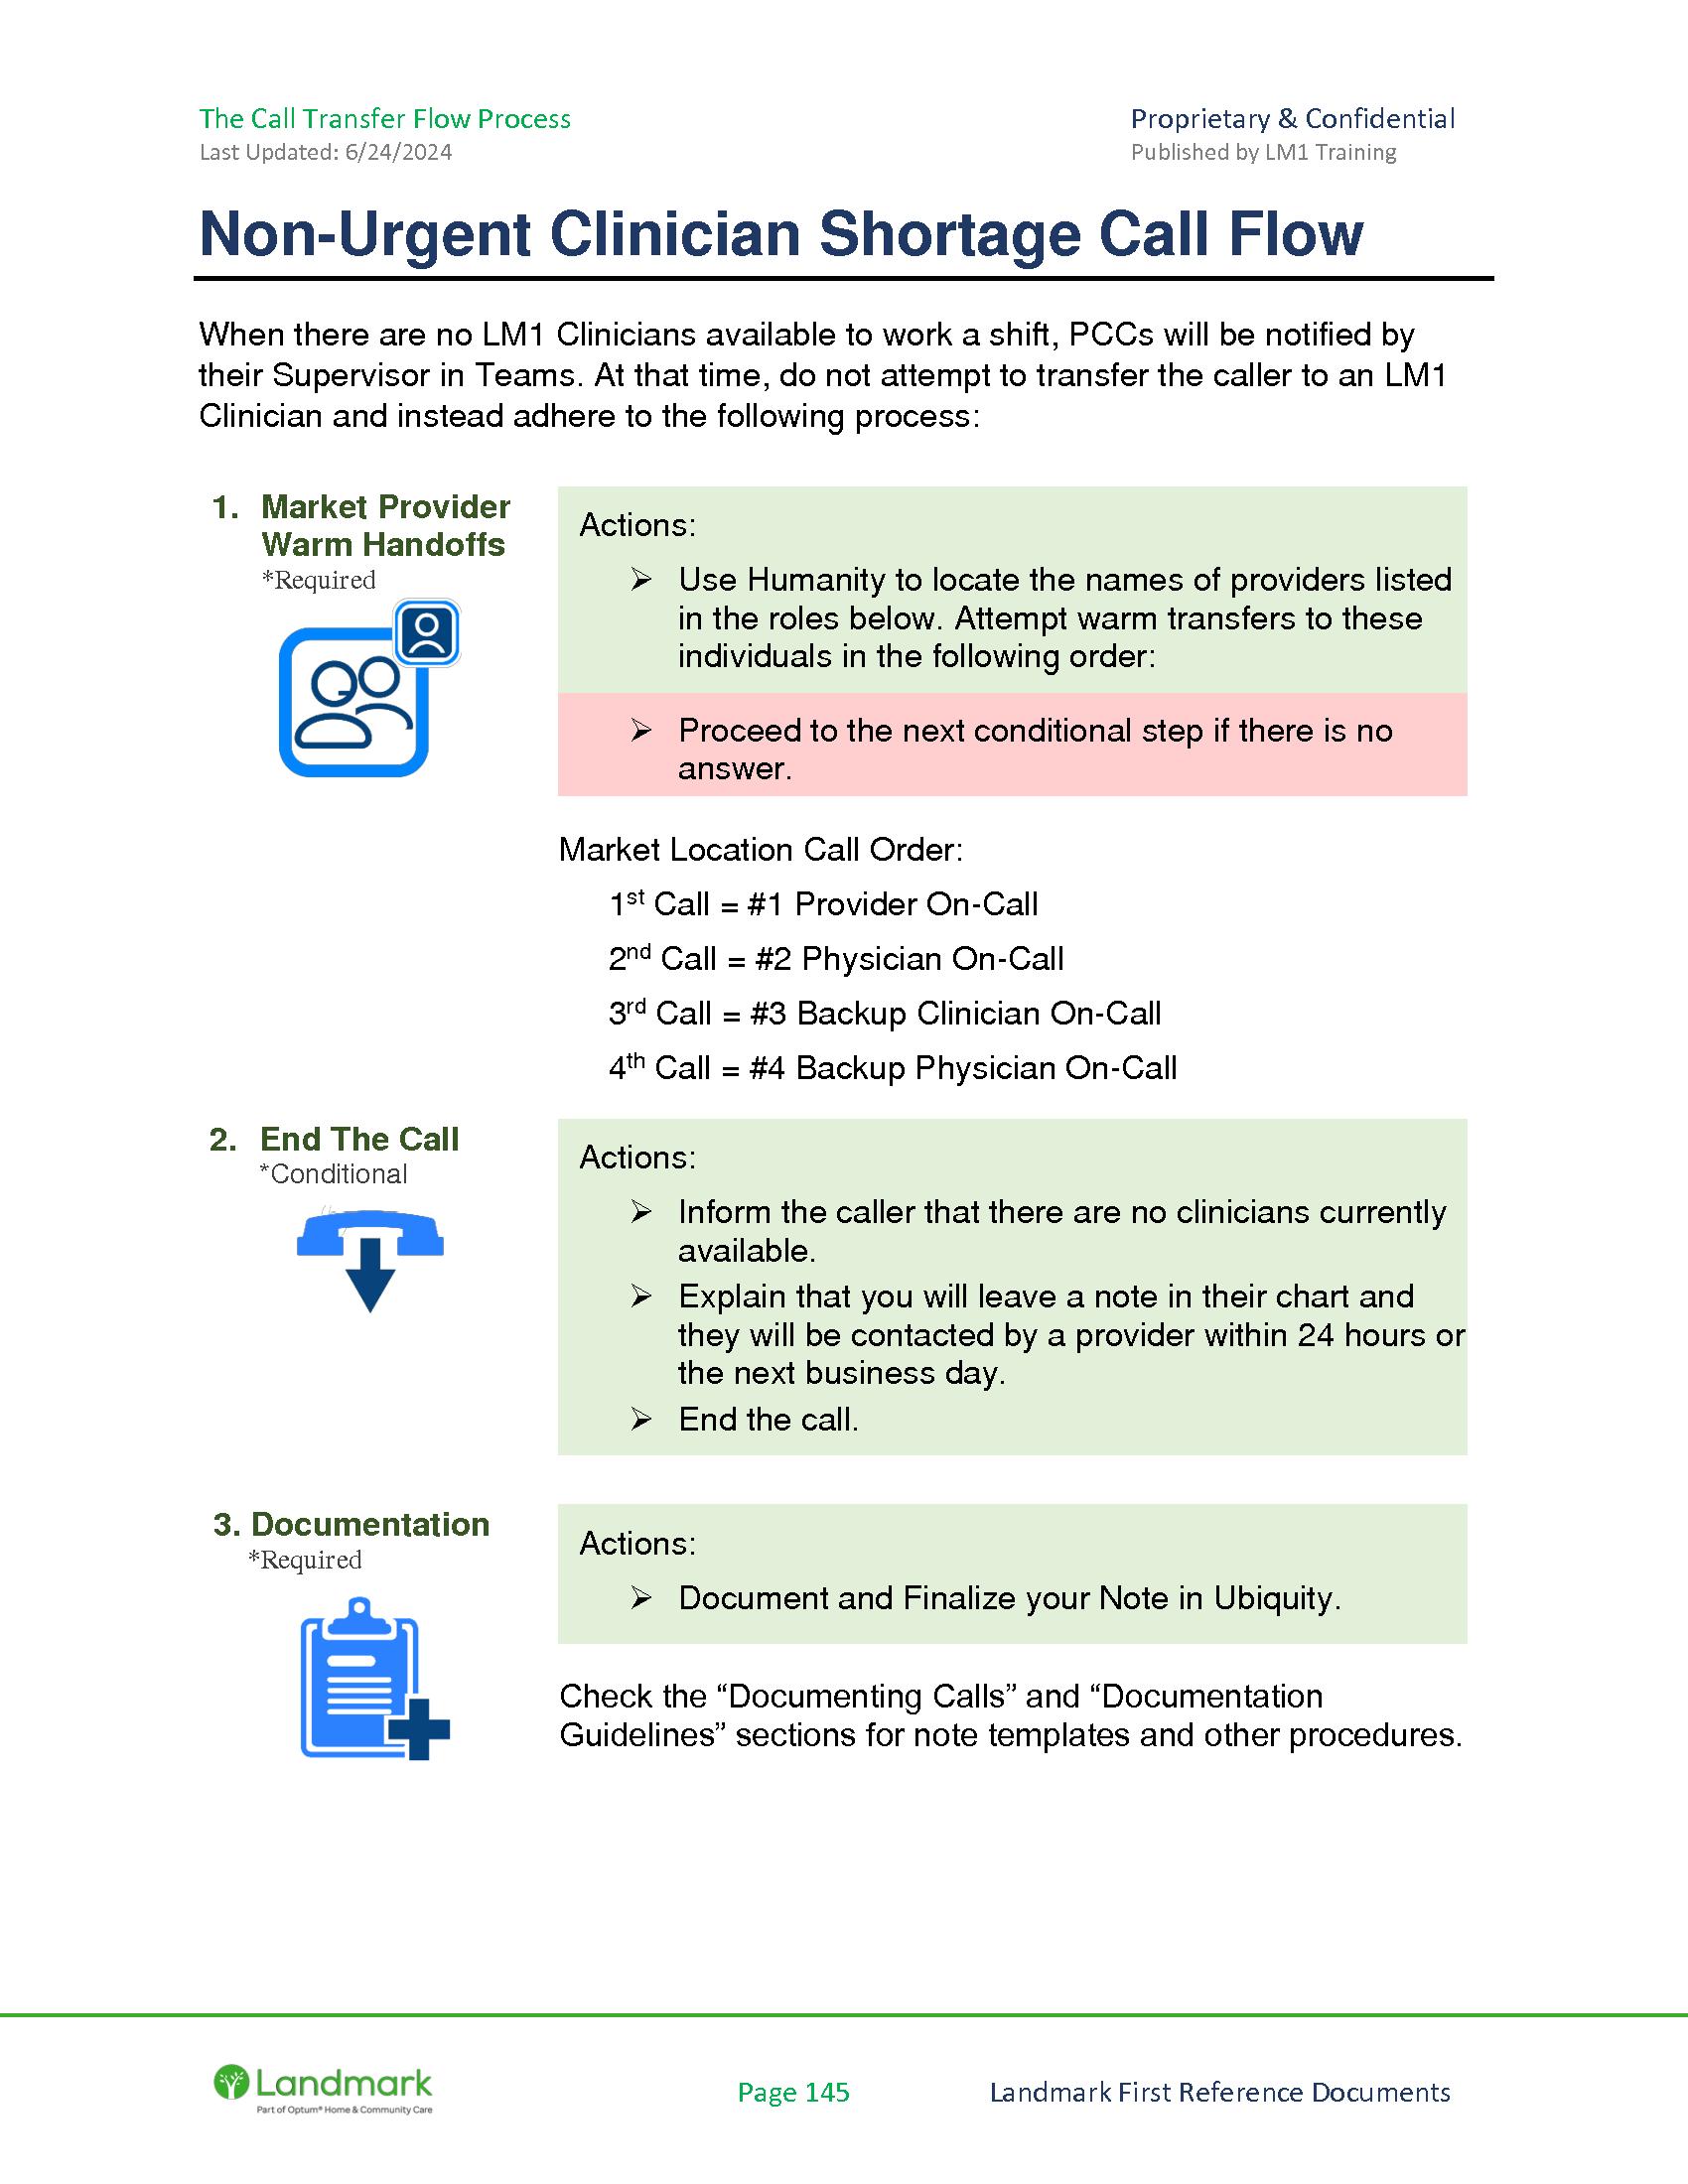 The Call Transfer Flow Process
Proprietary & Confidential
Last Updated: 6/24/2024
Published by LM1 Training
Non-Urgent Clinician Shortage Call Flow
When there are no LM1 Clinicians available to work a shift, PCCs will be notified by
their Supervisor in Teams. At that time, do not attempt to transfer the caller to an LM1
Clinician and instead adhere to the following process:
1. Market Provider
Warm Handoffs
*Required
Actions:
➢ Use Humanity to locate the names of providers listed
in the roles below. Attempt warm transfers to these
individuals in the following order:
➢ Proceed to the next conditional step if there is no
answer.
Market Location Call Order:
1st Call = #1 Provider On-Call
2nd Call = #2 Physician On-Call
3rd Call = #3 Backup Clinician On-Call
4th Call = #4 Backup Physician On-Call
2. End The Call
*Conditional
Actions:
➢ Inform the caller that there are no clinicians currently
available.
➢ Explain that you will leave a note in their chart and
they will be contacted by a provider within 24 hours or
the next business day.
➢ End the call.
3. Documentation
*Required
Actions:
➢ Document and Finalize your Note in Ubiquity.
Check the “Documenting Calls” and “Documentation
Guidelines” sections for note templates and other procedures.
Landmark
Part of Optum® Home & Community Care
Page 145
Landmark First Reference Documents